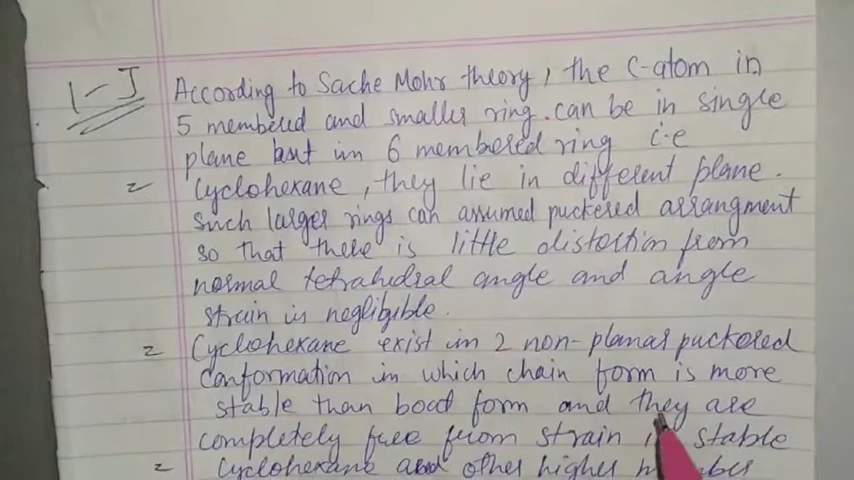 1-J According to Sache Mohr theory, the C-atom in
5 membered and smaller ring can be in single
plane but in 6 membered ring i.e
= Cyclohexane, they lie in different plane.
such larger rings can assumed puckered arrangment
so that there is little distortion from
normal tetrahedral angle and angle
strain is negligible.
= Cyclohexane exist in 2 non-planar puckered
conformation in which chain form is more
stable than boat form and they are
completely free from strain stable
= Cyclohexane and other higher